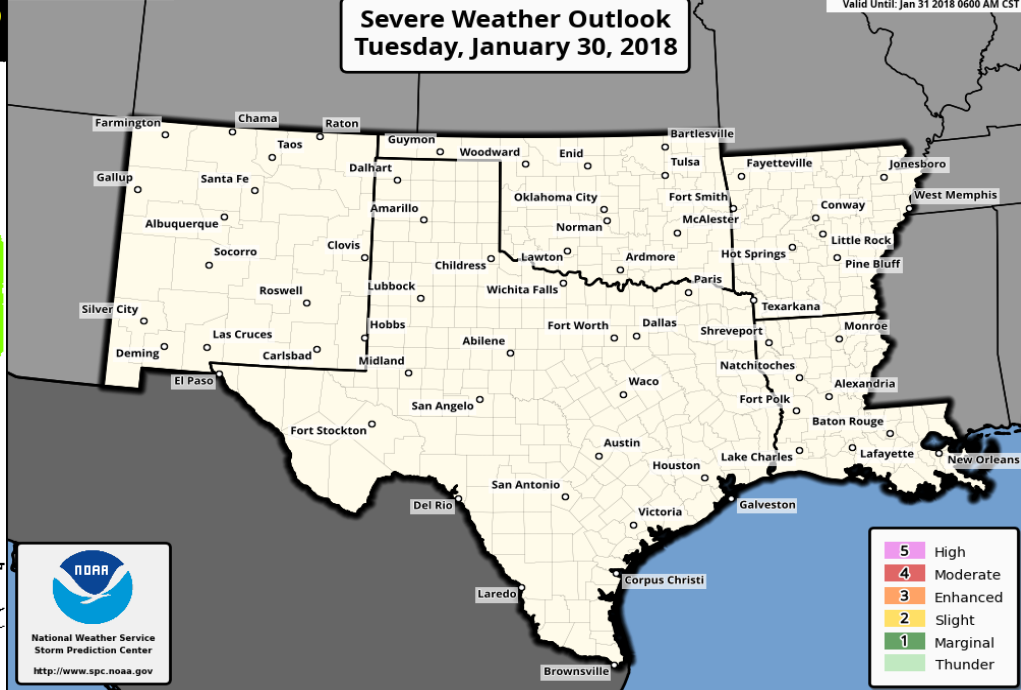 Valid Until: Jan 31 2018 0600 AM CST
Severe Weather Outlook
Tuesday, January 30, 2018
Farmington
Chama
Raton
Taos
Guymon
Woodward
Enid
Bartlesville
Tulsa
Fayetteville
Jonesboro
Gallup
Santa Fe
Dalhart
Oklahoma City
Fort Smith
West Memphis
Albuquerque
Amarillo
Norman
McAlester
Conway
Socorro
Clovis
Childress
Lawton
Ardmore
Hot Springs
Little Rock
Pine Bluff
Roswell
Lubbock
Wichita Falls
Paris
Texarkana
Silver City
Las Cruces
Hobbs
Fort Worth
Dallas
Shreveport
Monroe
Deming
Carlsbad
Midland
Abilene
El Paso
Waco
Natchitoches
Alexandria
San Angelo
Fort Polk
Fort Stockton
Austin
Baton Rouge
Houston
Lake Charles
Lafayette
New Orleans
Del Rio
San Antonio
Victoria
Galveston
Laredo
Corpus Christi
Brownsville
NOAA
National Weather Service
Storm Prediction Center
http://www.spc.noaa.gov
5 High
4 Moderate
3 Enhanced
2 Slight
1 Marginal
Thunder